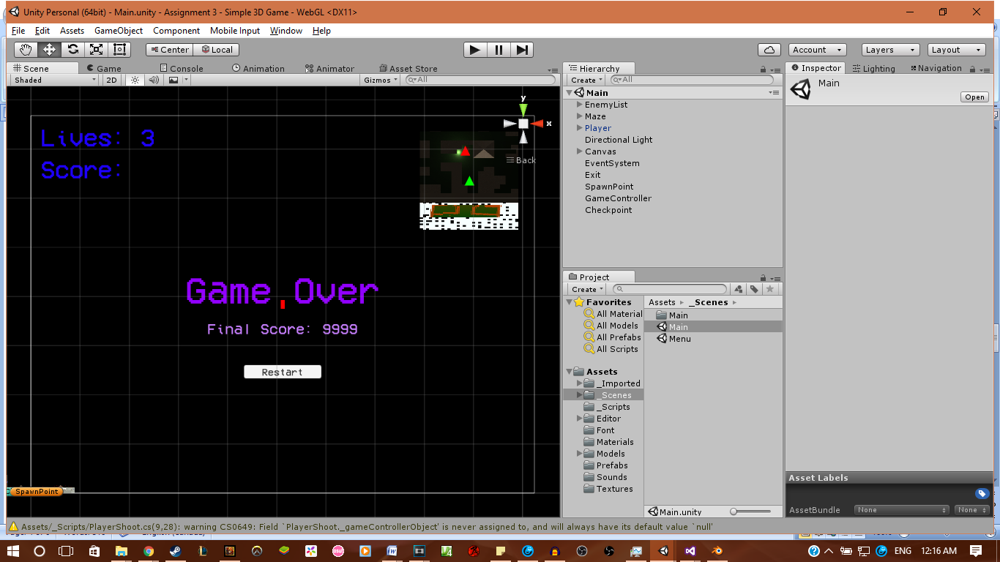 Unity Personal (64bit) - Main.unity - Assignment 3 - Simple 3D Game - WebGL <DX11>
File Edit Assets GameObject Component Mobile Input Window Help
Center Local Account Layers Layout
Scene Game Console Animation Animator Asset Store
Shaded 2D Gizmos All
y
x
Back
Lives: 3
Score:
Game Over
Final Score: 9999
Restart
SpawnPoint
Hierarchy
Create All
Main
EnemyList
Maze
Player
Directional Light
Canvas
EventSystem
Exit
SpawnPoint
GameController
Checkpoint
Project
Create
Favorites
All Material
All Models
All Prefabs
All Scripts
Assets
_Imported
_Scenes
_Scripts
Editor
Font
Materials
Models
Prefabs
Sounds
Textures
Assets _Scenes
Main
Main
Menu
Main.unity
Inspector Lighting Navigation
Main
Open
Asset Labels
AssetBundle None None
Assets/_Scripts/PlayerShoot.cs(9,28): warning CS0649: Field `PlayerShoot._gameControllerObject' is never assigned to, and will always have its default value `null'
ENG 12:16 AM